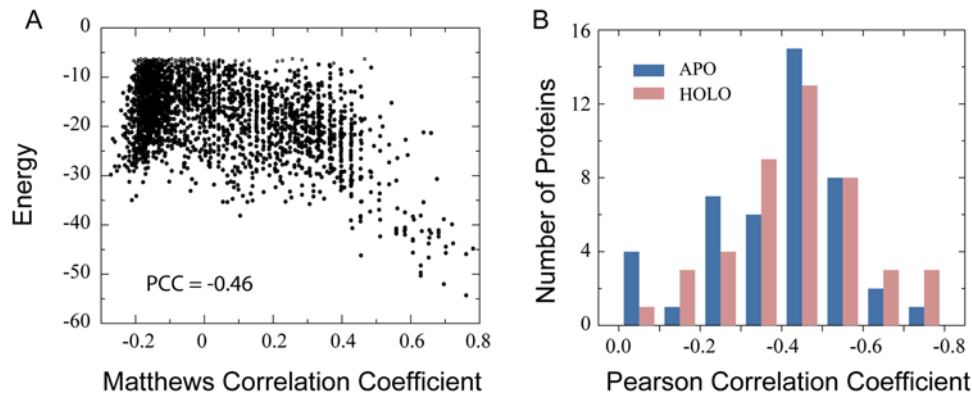 A
0
-10
-20
-30
-40
-50
-60
Energy
PCC = -0.46
-0.2 0 0.2 0.4 0.6 0.8
Matthews Correlation Coefficient
B
16
12
8
4
0
Number of Proteins
APO
HOLO
0.0 -0.2 -0.4 -0.6 -0.8
Pearson Correlation Coefficient